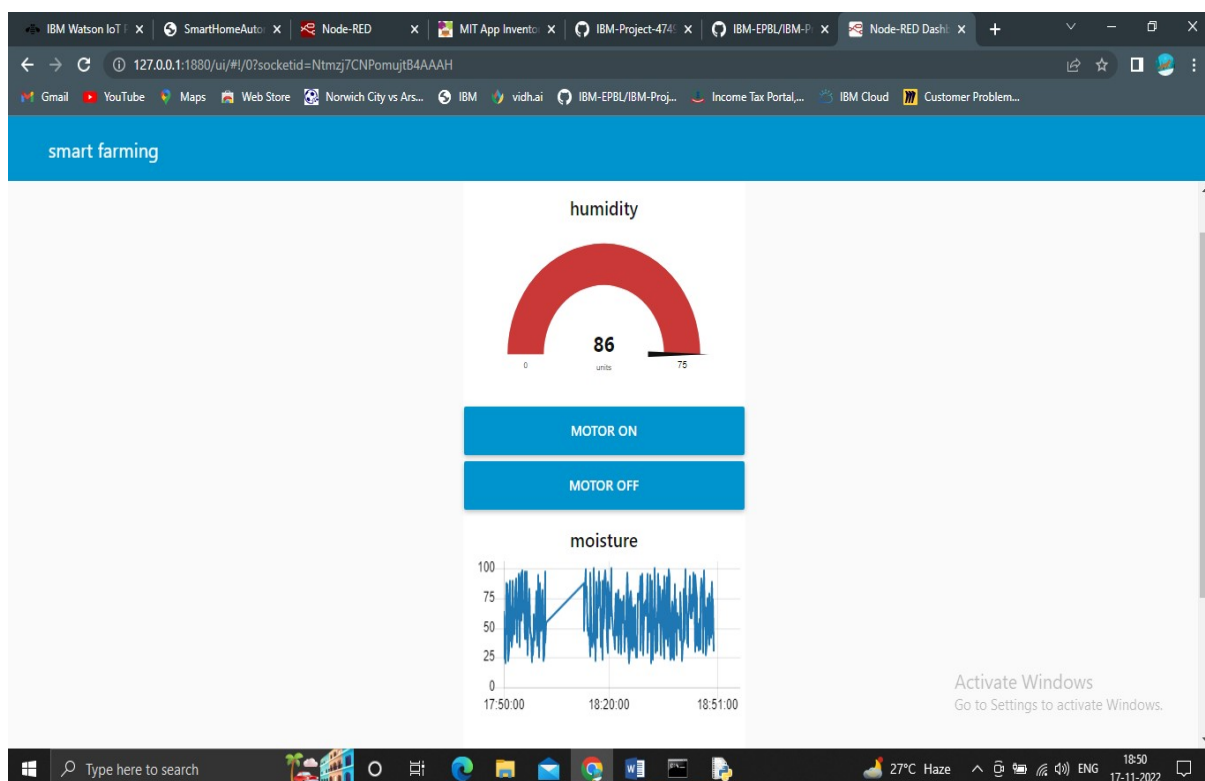 IBM Watson IoT P
SmartHomeAutor
Node-RED
MIT App Invento
IBM-Project-4749
IBM-EPBL/IBM-P
Node-RED Dashb
127.0.0.1:1880/ui/#!/0?socketid=Ntmzj7CNPomujtB4AAAH
Gmail YouTube Maps Web Store Norwich City vs Ars... IBM vidh.ai IBM-EPBL/IBM-Proj... Income Tax Portal,... IBM Cloud Customer Problem...
smart farming
humidity
86
0 units 75
MOTOR ON
MOTOR OFF
moisture
100
75
50
25
0
17:50:00 18:20:00 18:51:00
Activate Windows
Go to Settings to activate Windows.
Type here to search
27°C Haze
ENG
18:50
17-11-2022